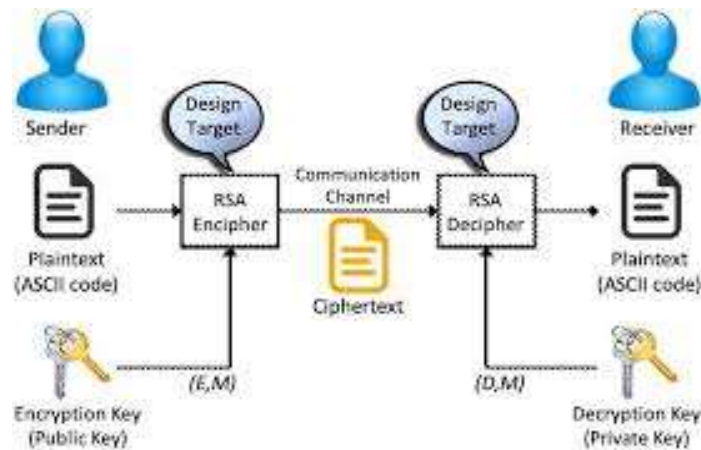 Design
Target
Design
Target
Sender
Receiver
RSA
Encipher
Communication
Channel
RSA
Decipher
Plaintext
(ASCII code)
Ciphertext
Plaintext
(ASCII code)
(E,M)
(D,M)
Encryption Key
(Public Key)
Decryption Key
(Private Key)